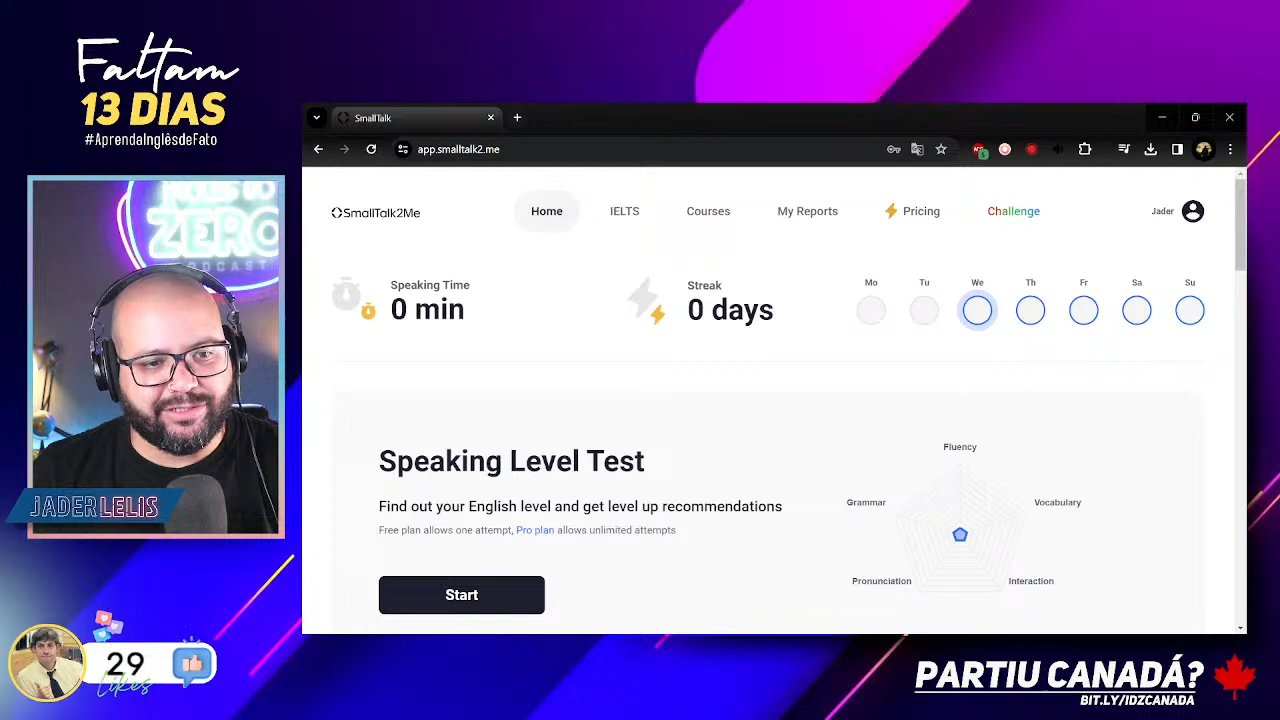 Faltam
13 DIAS
#AprendaInglêsdeFato
ZERO
PODCAST
JADER LELIS
29
likes
SmallTalk
app.smalltalk2.me
SmallTalk2Me
Home
IELTS
Courses
My Reports
Pricing
Challenge
Jader
Speaking Time
0 min
Streak
0 days
Mo Tu We Th Fr Sa Su
Speaking Level Test
Find out your English level and get level up recommendations
Free plan allows one attempt, Pro plan allows unlimited attempts
Start
Fluency
Grammar
Vocabulary
Pronunciation
Interaction
PARTIU CANADÁ?
BIT.LY/IDZCANADA